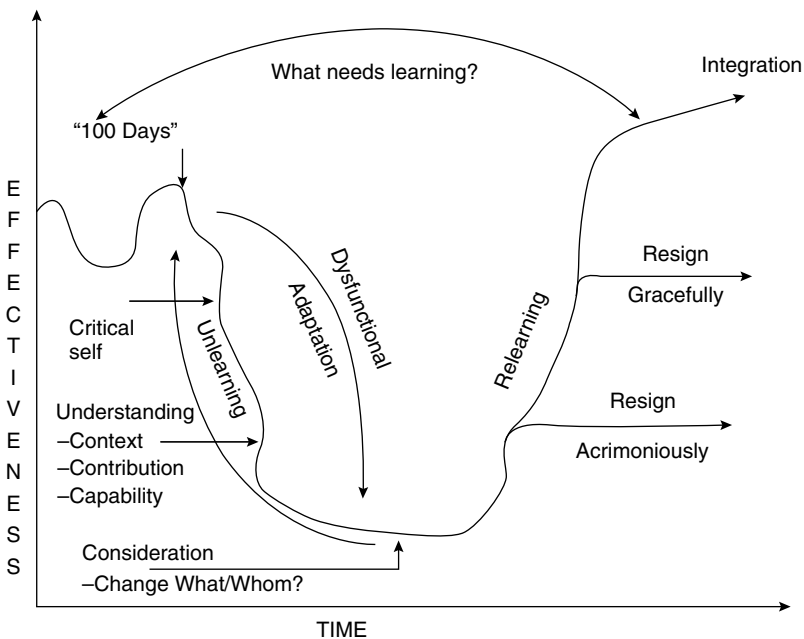 What needs learning?
Integration
“100 Days”
EFFECTIVENESS
Resign
Gracefully
Critical
self
Unlearning
Dysfunctional
Adaptation
Relearning
Understanding
–Context
–Contribution
–Capability
Resign
Acrimoniously
Consideration
–Change What/Whom?
TIME